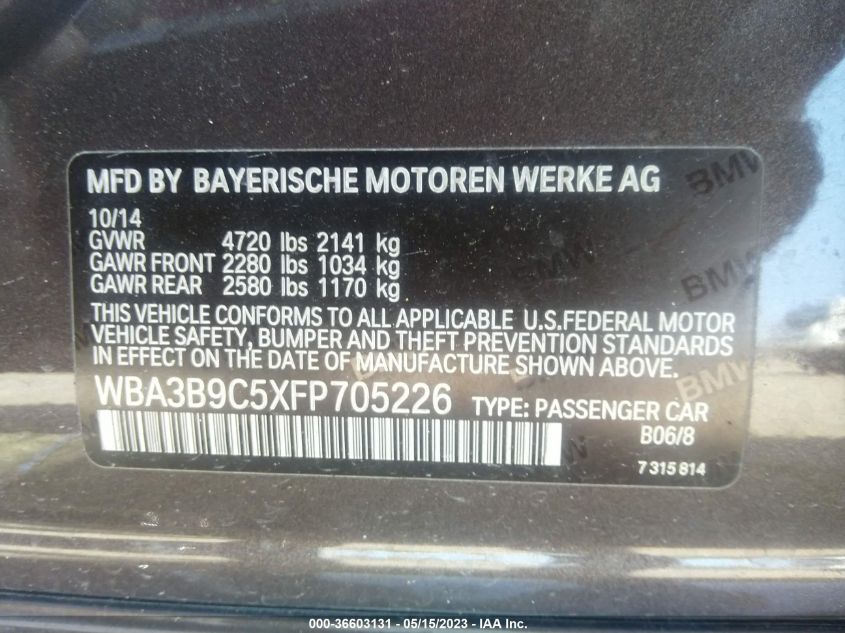 MFD BY BAYERISCHE MOTOREN WERKE AG
10/14
GVWR 4720 lbs 2141 kg
GAWR FRONT 2280 lbs 1034 kg
GAWR REAR 2580 lbs 1170 kg
THIS VEHICLE CONFORMS TO ALL APPLICABLE U.S.FEDERAL MOTOR
VEHICLE SAFETY, BUMPER AND THEFT PREVENTION STANDARDS
IN EFFECT ON THE DATE OF MANUFACTURE SHOWN ABOVE.
WBA3B9C5XFP705226 TYPE: PASSENGER CAR
B06/8
7 315 814
BMW
BMW
BMW
000-36603131 - 05/15/2023 - IAA Inc.